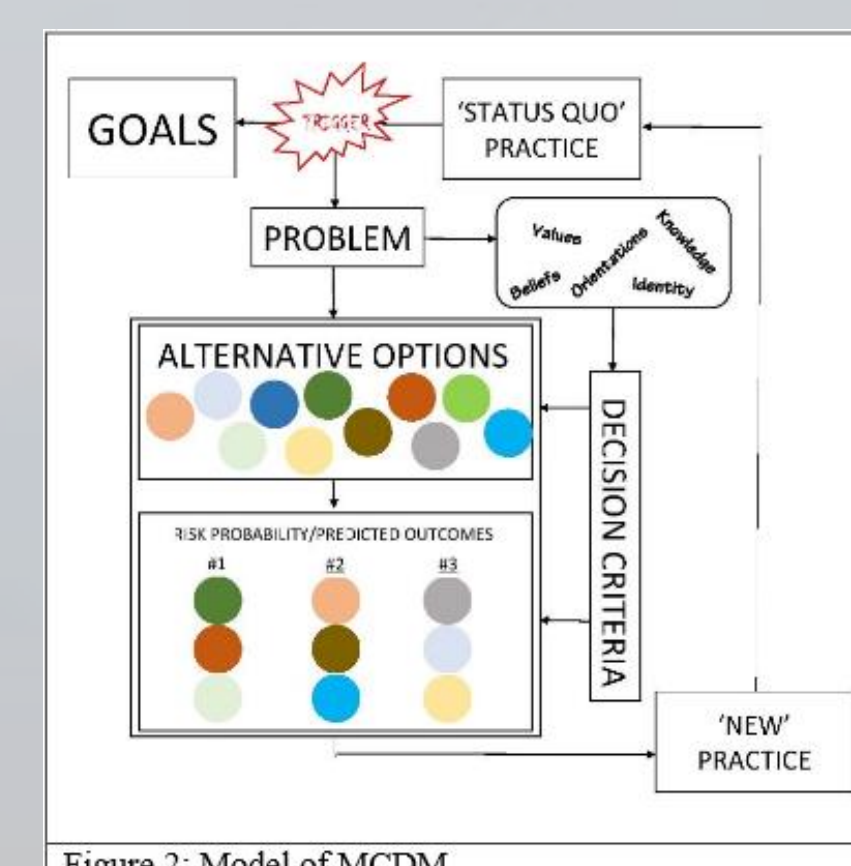 GOALS
TRIGGER
'STATUS QUO'
PRACTICE
PROBLEM
Values
Knowledge
Orientations
Beliefs
Identity
ALTERNATIVE OPTIONS
DECISION CRITERIA
RISK PROBABILITY/PREDICTED OUTCOMES
#1 #2 #3
'NEW'
PRACTICE
Figure 2: Model of MCDM